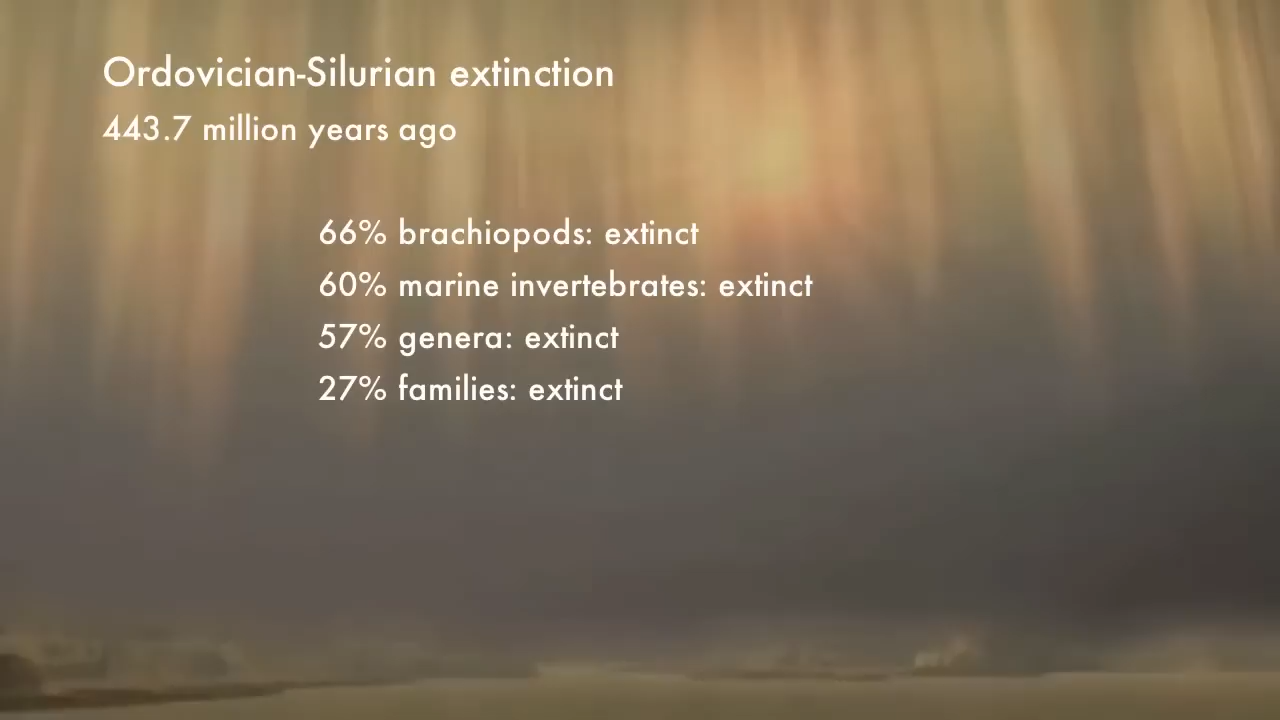 Ordovician-Silurian extinction
443.7 million years ago
66% brachiopods: extinct
60% marine invertebrates: extinct
57% genera: extinct
27% families: extinct